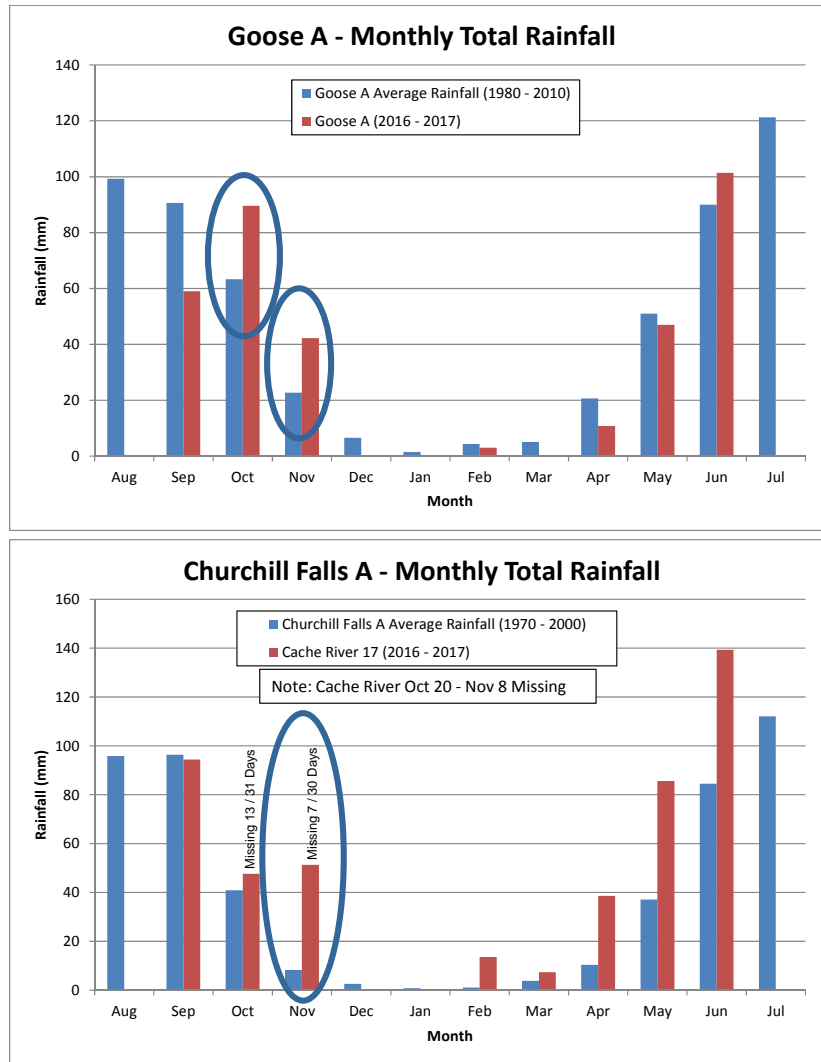 Goose A - Monthly Total Rainfall
Goose A Average Rainfall (1980 - 2010)
Goose A (2016 - 2017)
140
120
100
80
60
40
20
0
Rainfall (mm)
Aug Sep Oct Nov Dec Jan Feb Mar Apr May Jun Jul
Month
Churchill Falls A - Monthly Total Rainfall
Churchill Falls A Average Rainfall (1970 - 2000)
Cache River 17 (2016 - 2017)
Note: Cache River Oct 20 - Nov 8 Missing
160
140
120
100
80
60
40
20
0
Rainfall (mm)
Missing 13 / 31 Days
Missing 7 / 30 Days
Aug Sep Oct Nov Dec Jan Feb Mar Apr May Jun Jul
Month